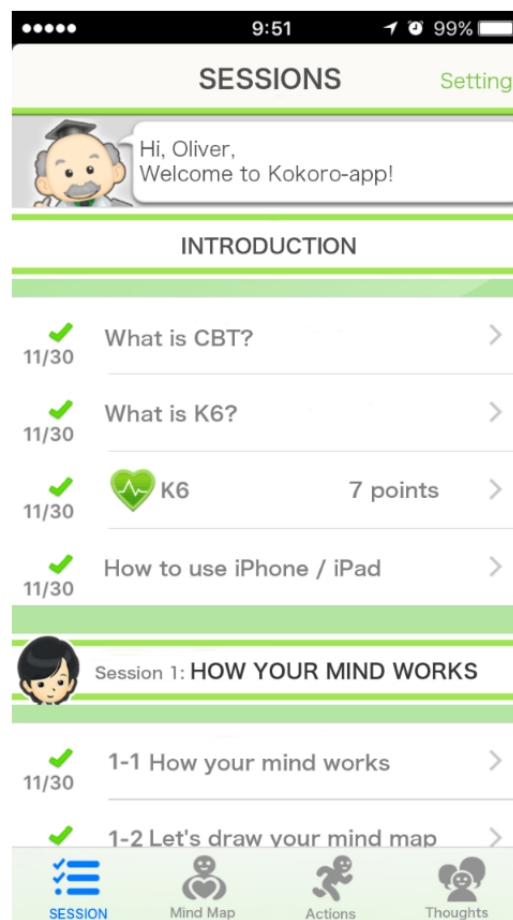 9:51 99%
SESSIONS Setting
Hi, Oliver,
Welcome to Kokoro-app!
INTRODUCTION
What is CBT?
11/30
What is K6?
11/30
K6 7 points
11/30
How to use iPhone / iPad
11/30
Session 1: HOW YOUR MIND WORKS
1-1 How your mind works
11/30
1-2 Let's draw your mind map
SESSION Mind Map Actions Thoughts